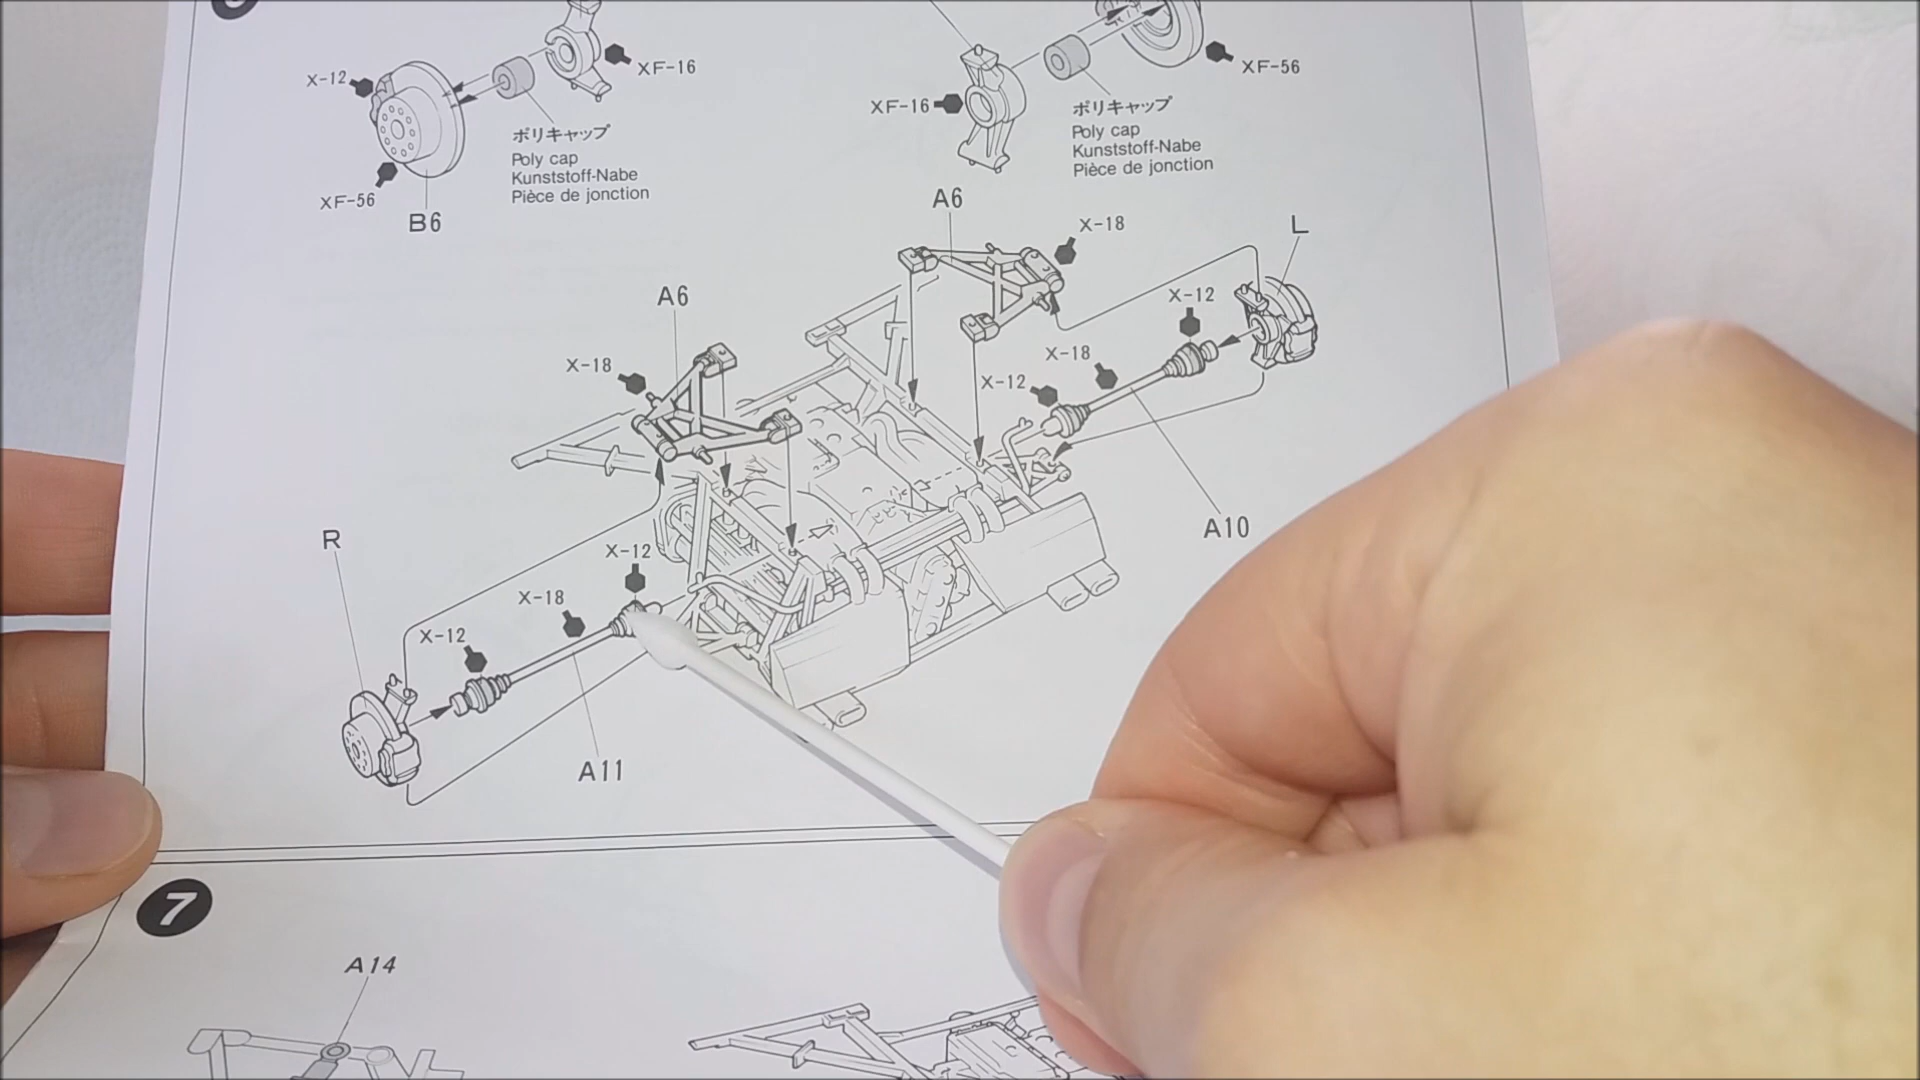 X-12
XF-16
ポリキャップ
Poly cap
Kunststoff-Nabe
Pièce de jonction
XF-56
B6
XF-56
XF-16
ポリキャップ
Poly cap
Kunststoff-Nabe
Pièce de jonction
A6
X-18
L
A6
X-12
X-18
X-18
X-12
A10
R
X-12
X-18
X-12
A11
7
A14